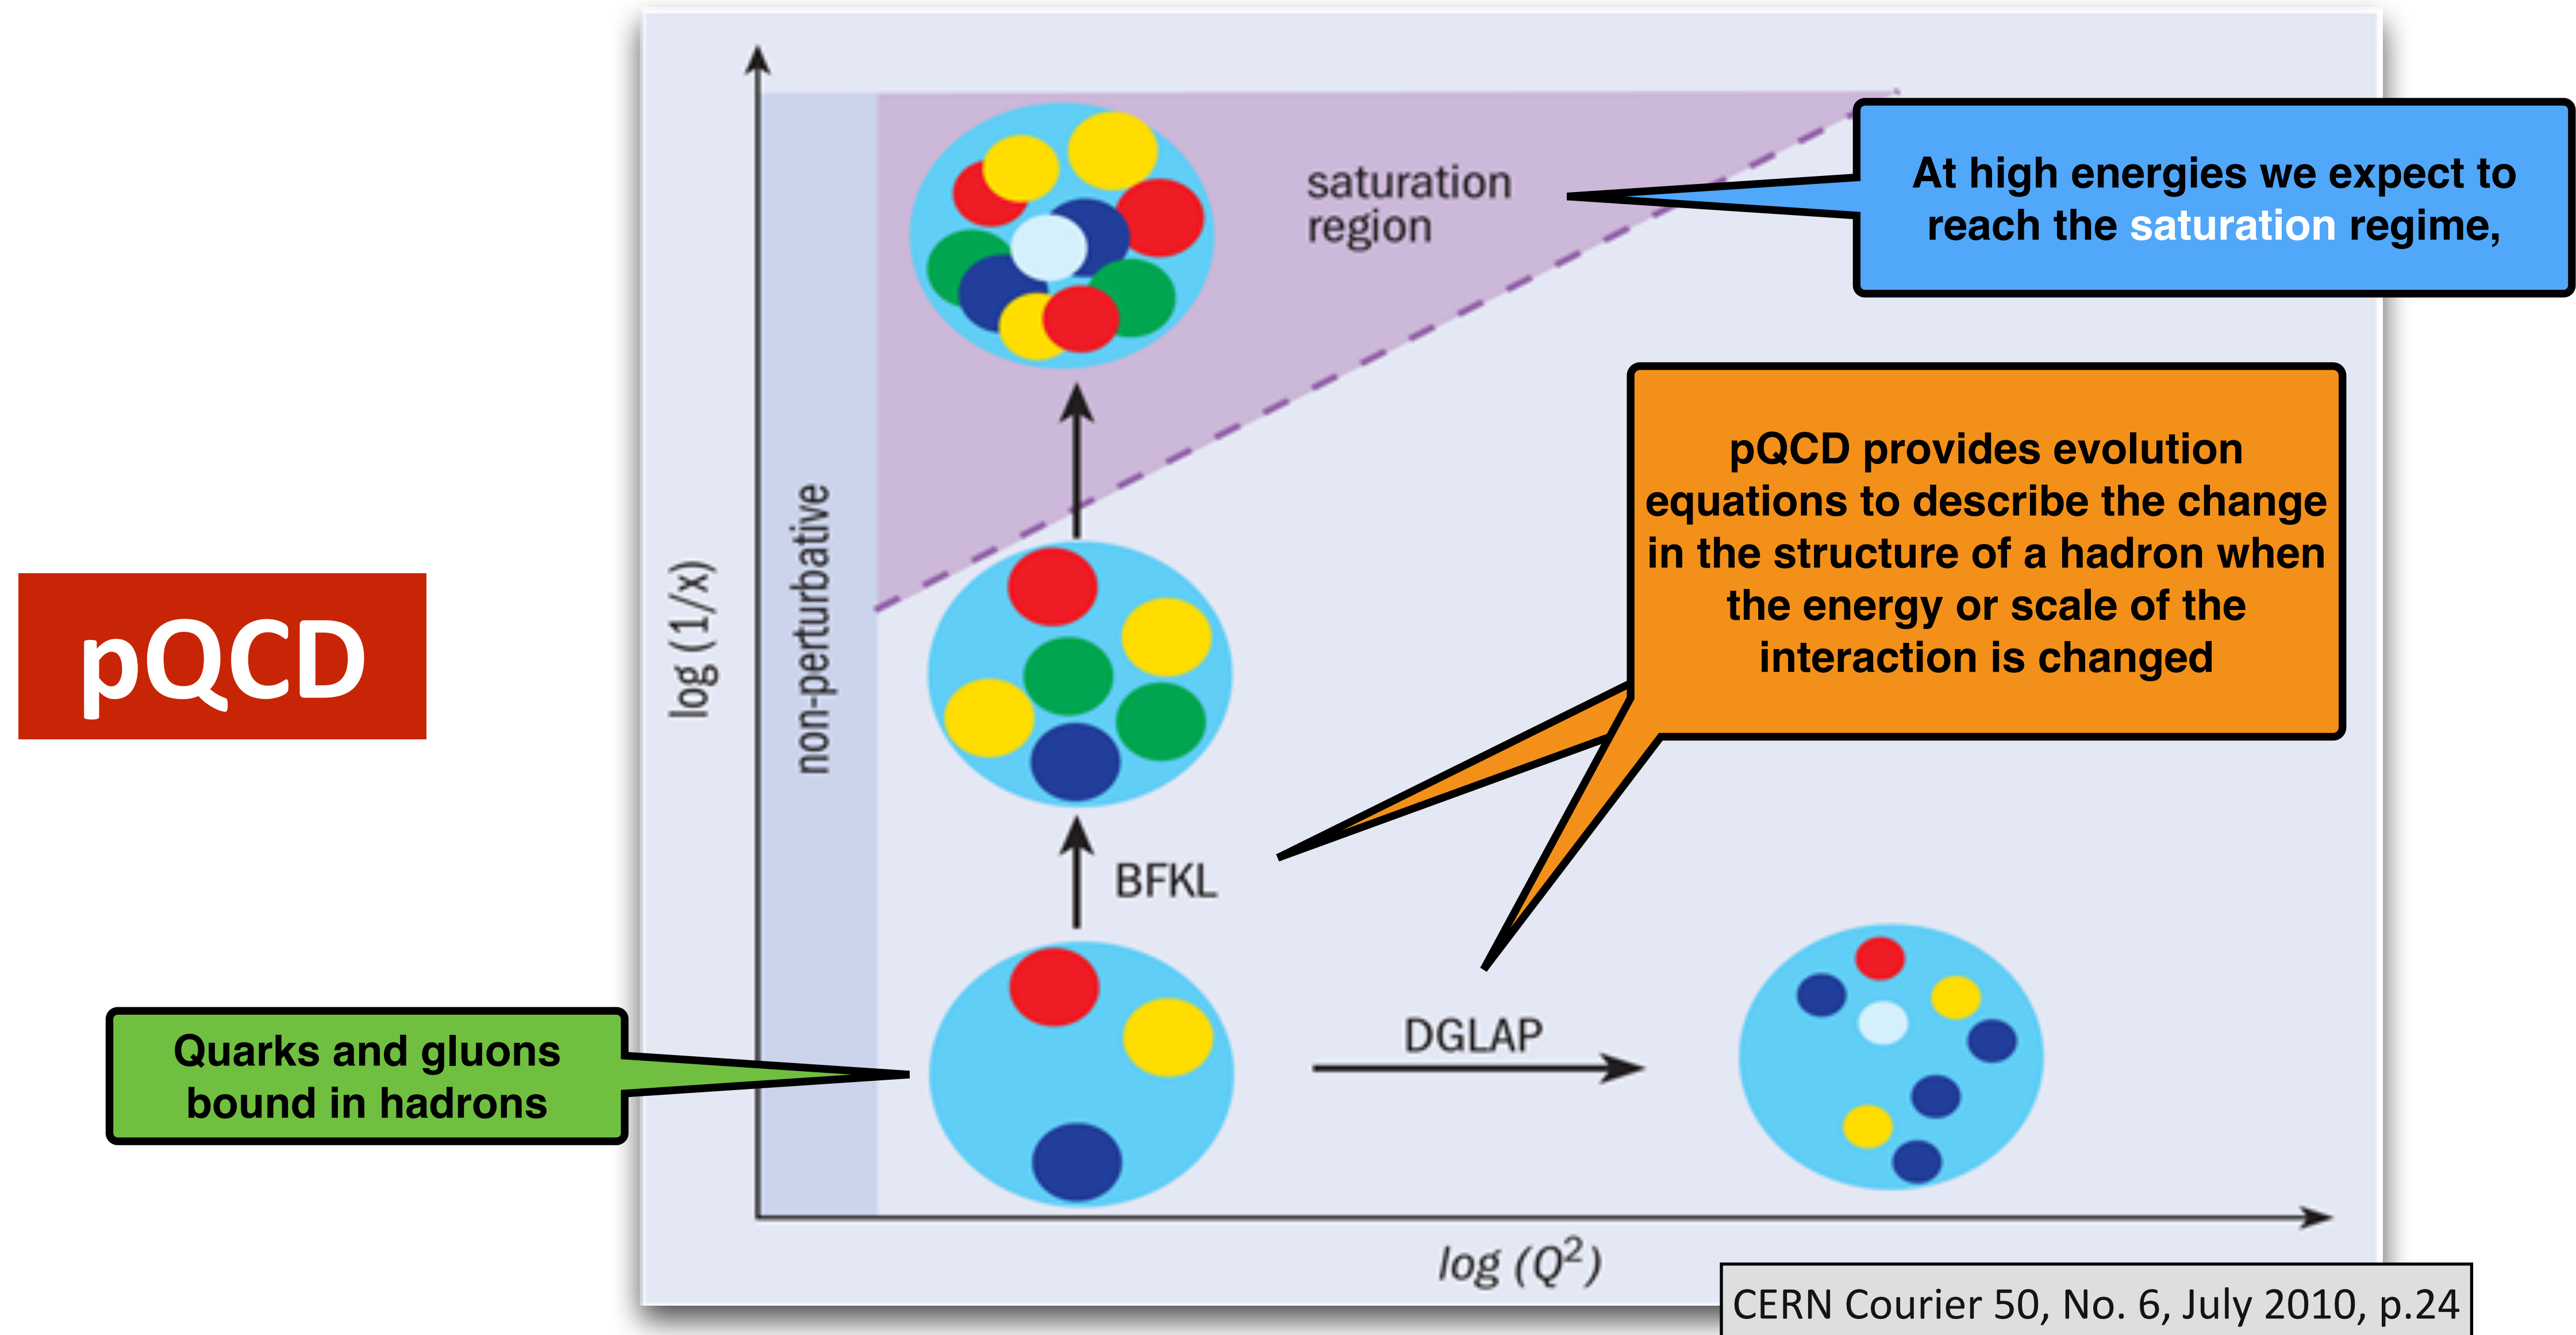 pQCD
Quarks and gluons
bound in hadrons
log (1/x)
non-perturbative
saturation
region
At high energies we expect to
reach the saturation regime,
pQCD provides evolution
equations to describe the change
in the structure of a hadron when
the energy or scale of the
interaction is changed
BFKL
DGLAP
log (Q²)
CERN Courier 50, No. 6, July 2010, p.24